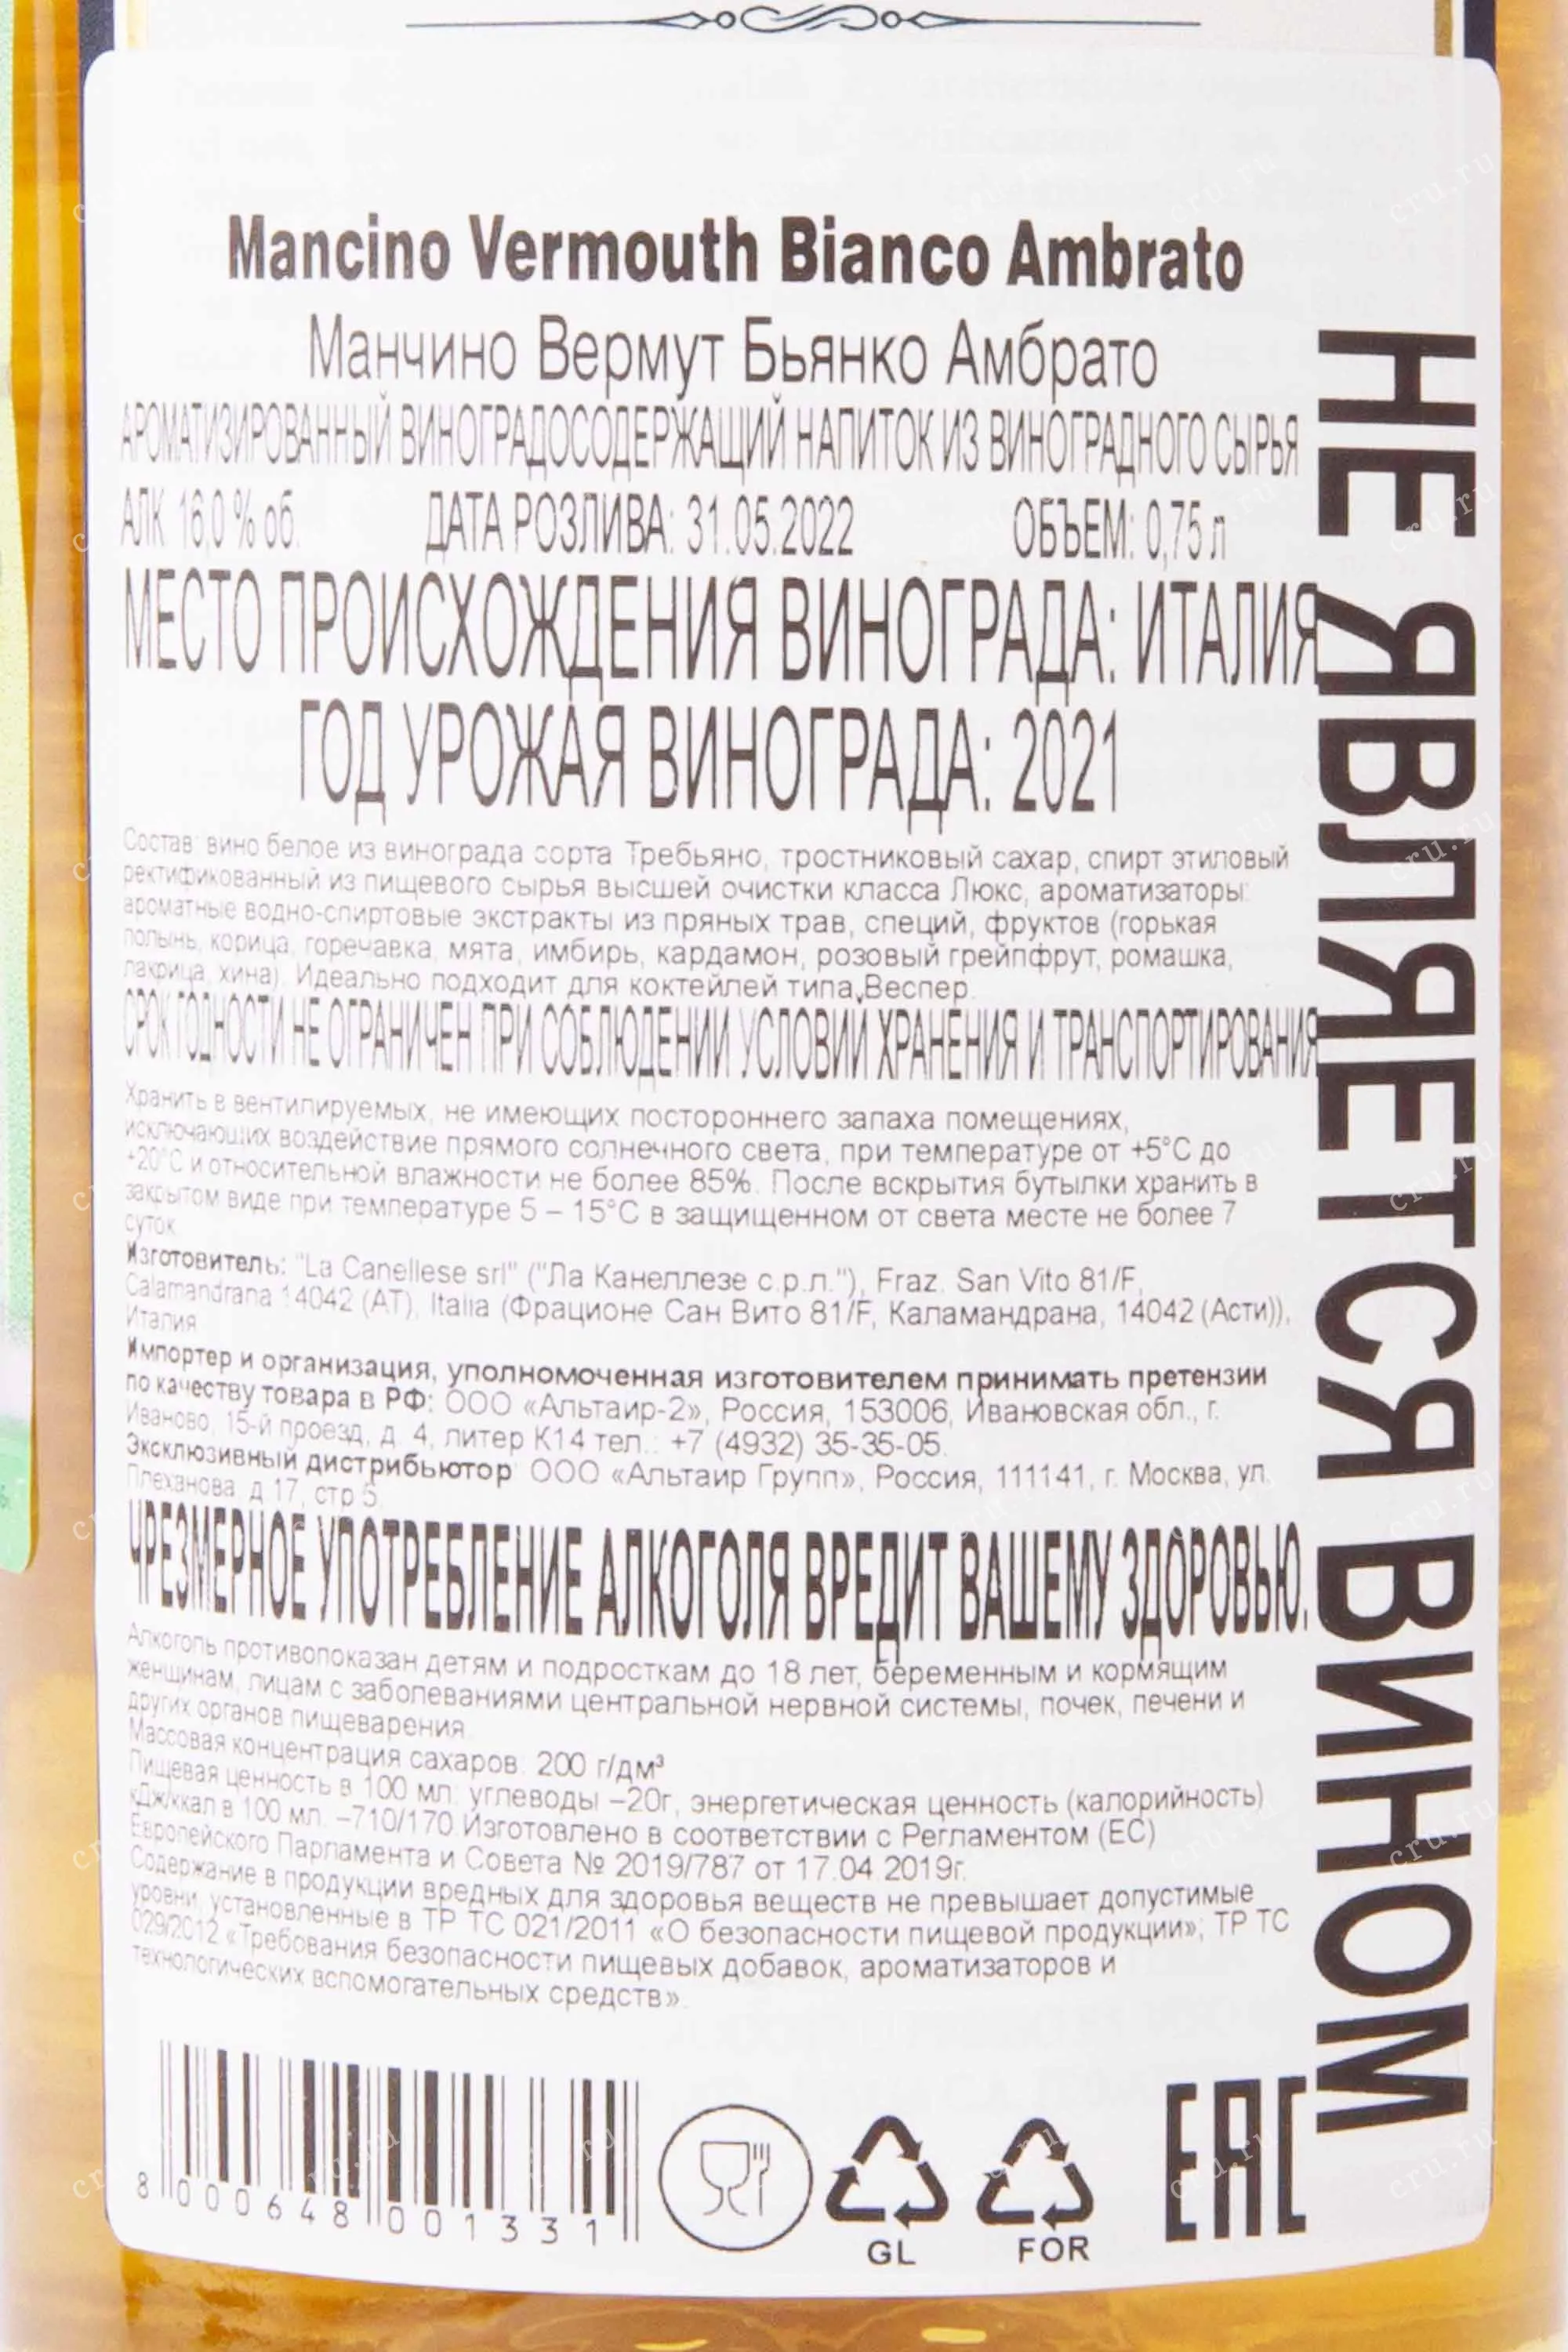 Mancino Vermouth Bianco Ambrato
Манчино Вермут Бьянко Амбрато
АРОМАТИЗИРОВАННЫЙ ВИНОГРАДОСОДЕРЖАЩИЙ НАПИТОК ИЗ ВИНОГРАДНОГО СЫРЬЯ
АЛК. 16,0 % об. ДАТА РОЗЛИВА: 31.05.2022 ОБЪЕМ: 0,75 л
МЕСТО ПРОИСХОЖДЕНИЯ ВИНОГРАДА: ИТАЛИЯ
ГОД УРОЖАЯ ВИНОГРАДА: 2021
Состав: вино белое из винограда сорта Требьяно, тростниковый сахар, спирт этиловый
ректификованный из пищевого сырья высшей очистки класса Люкс, ароматизаторы:
ароматные водно-спиртовые экстракты из пряных трав, специй, фруктов (горькая
полынь, корица, горечавка, мята, имбирь, кардамон, розовый грейпфрут, ромашка,
лакрица, хина). Идеально подходит для коктейлей типа Веспер.
СРОК ГОДНОСТИ НЕ ОГРАНИЧЕН ПРИ СОБЛЮДЕНИИ УСЛОВИЙ ХРАНЕНИЯ И ТРАНСПОРТИРОВАНИЯ
Хранить в вентилируемых, не имеющих постороннего запаха помещениях,
исключающих воздействие прямого солнечного света, при температуре от +5°С до
+20°С и относительной влажности не более 85%. После вскрытия бутылки хранить в
закрытом виде при температуре 5 – 15°С в защищенном от света месте не более 7
суток.
Изготовитель: "La Canellese srl" ("Ла Канеллезе с.р.л."), Fraz. San Vito 81/F,
Calamandrana 14042 (AT), Italia (Фрационе Сан Вито 81/F, Каламандрана, 14042 (Асти)),
Италия
Импортер и организация, уполномоченная изготовителем принимать претензии
по качеству товара в РФ: ООО «Альтаир-2», Россия, 153006, Ивановская обл., г.
Иваново, 15-й проезд, д. 4, литер К14 тел.: +7 (4932) 35-35-05.
Эксклюзивный дистрибьютор: ООО «Альтаир Групп», Россия, 111141, г. Москва, ул.
Плеханова, д.17, стр 5.
ЧРЕЗМЕРНОЕ УПОТРЕБЛЕНИЕ АЛКОГОЛЯ ВРЕДИТ ВАШЕМУ ЗДОРОВЬЮ.
Алкоголь противопоказан детям и подросткам до 18 лет, беременным и кормящим
женщинам, лицам с заболеваниями центральной нервной системы, почек, печени и
других органов пищеварения.
Массовая концентрация сахаров: 200 г/дм³
Пищевая ценность в 100 мл: углеводы –20г, энергетическая ценность (калорийность)
кДж/ккал в 100 мл. –710/170.Изготовлено в соответствии с Регламентом (ЕС)
Европейского Парламента и Совета № 2019/787 от 17.04.2019г.
Содержание в продукции вредных для здоровья веществ не превышает допустимые
уровни, установленные в ТР ТС 021/2011 «О безопасности пищевой продукции»; ТР ТС
029/2012 «Требования безопасности пищевых добавок, ароматизаторов и
технологических вспомогательных средств».
8 000648 001331
GL
FOR
EAC
НЕ ЯВЛЯЕТСЯ ВИНОМ
cru.ru